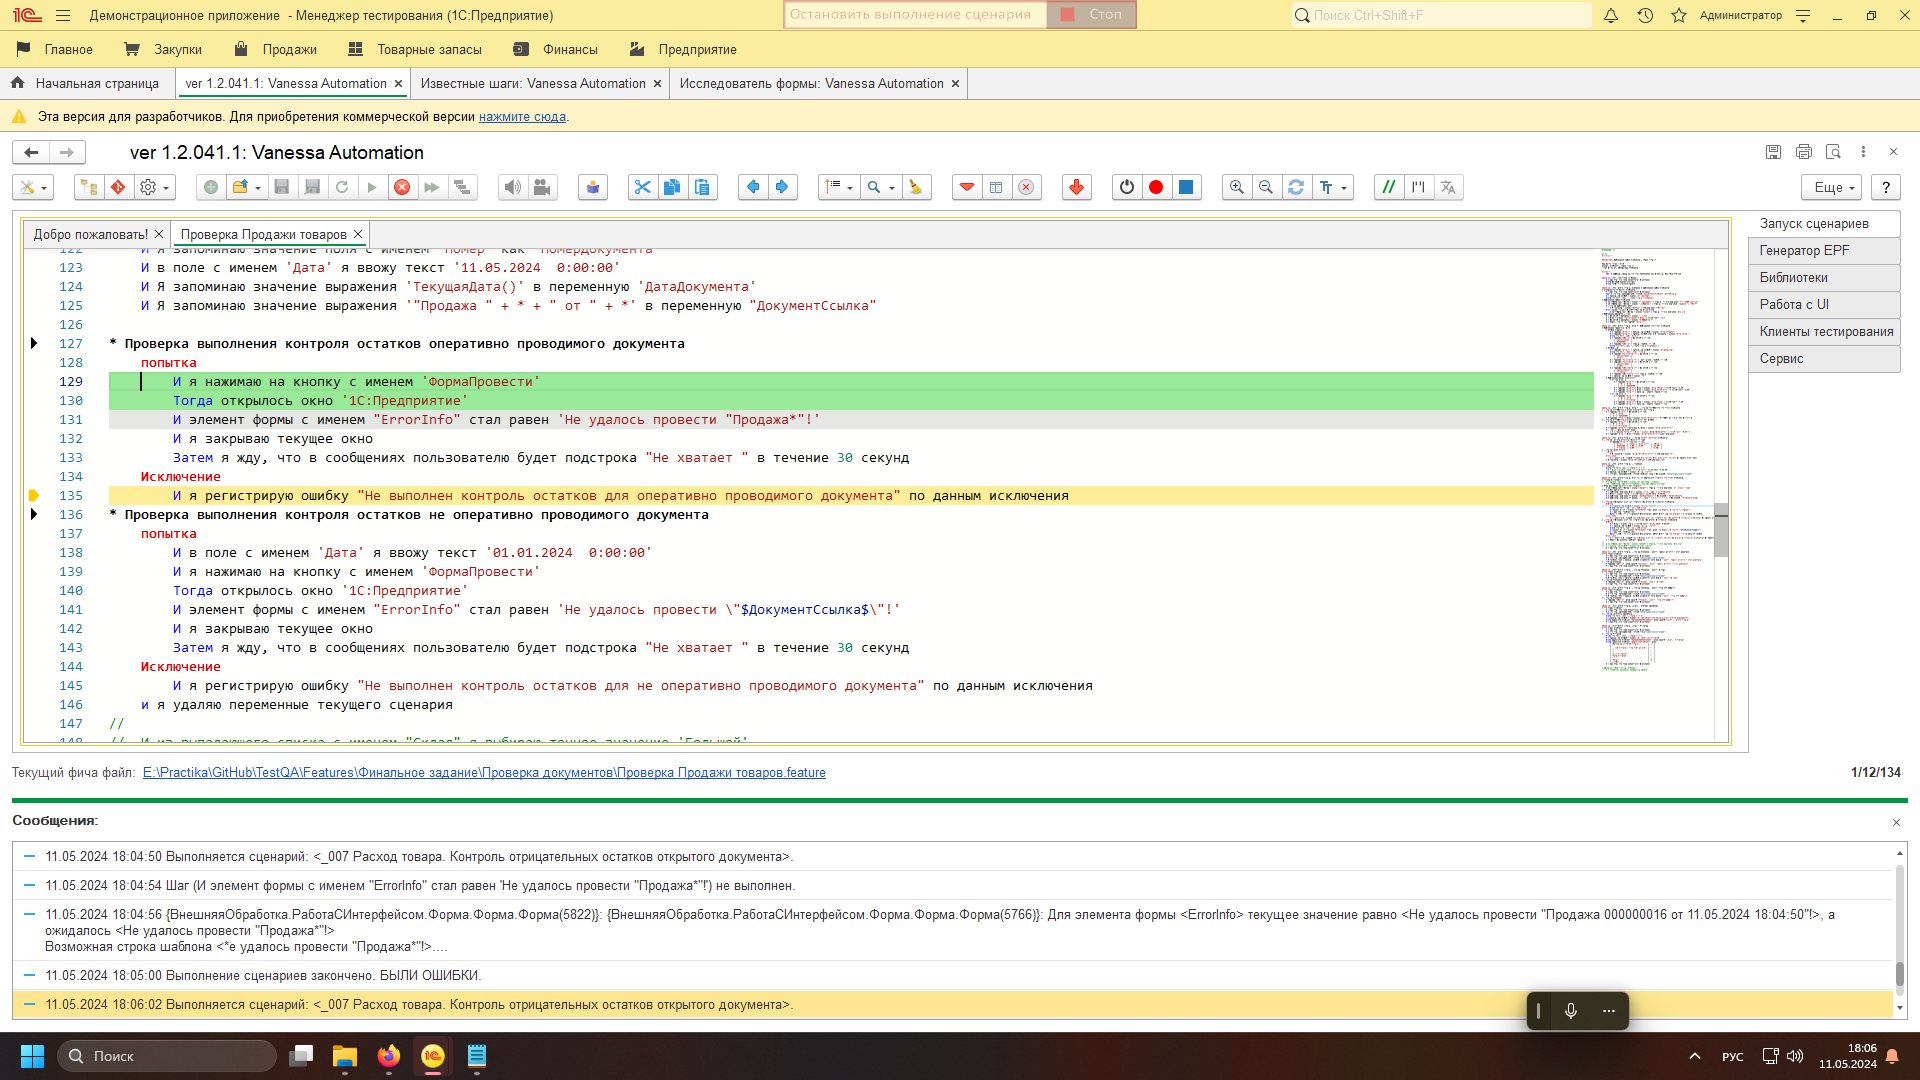 Демонстрационное приложение - Менеджер тестирования (1С:Предприятие)
Остановить выполнение сценария Стоп
Поиск Ctrl+Shift+F
Администратор
Главное Закупки Продажи Товарные запасы Финансы Предприятие
Начальная страница
ver 1.2.041.1: Vanessa Automation
Известные шаги: Vanessa Automation
Исследователь формы: Vanessa Automation
Эта версия для разработчиков. Для приобретения коммерческой версии нажмите сюда.
ver 1.2.041.1: Vanessa Automation
Еще ?
Добро пожаловать!
Проверка Продажи товаров
122 И я запоминаю значение поля с именем "Номер" как "НомерДокумента"
123 И в поле с именем 'Дата' я ввожу текст '11.05.2024  0:00:00'
124 И Я запоминаю значение выражения 'ТекущаяДата()' в переменную 'ДатаДокумента'
125 И Я запоминаю значение выражения '"Продажа " + * + " от " + *' в переменную "ДокументСсылка"
126
127 * Проверка выполнения контроля остатков оперативно проводимого документа
128 попытка
129 И я нажимаю на кнопку с именем 'ФормаПровести'
130 Тогда открылось окно '1С:Предприятие'
131 И элемент формы с именем "ErrorInfo" стал равен 'Не удалось провести "Продажа*"!'
132 И я закрываю текущее окно
133 Затем я жду, что в сообщениях пользователю будет подстрока "Не хватает " в течение 30 секунд
134 Исключение
135 И я регистрирую ошибку "Не выполнен контроль остатков для оперативно проводимого документа" по данным исключения
136 * Проверка выполнения контроля остатков не оперативно проводимого документа
137 попытка
138 И в поле с именем 'Дата' я ввожу текст '01.01.2024  0:00:00'
139 И я нажимаю на кнопку с именем 'ФормаПровести'
140 Тогда открылось окно '1С:Предприятие'
141 И элемент формы с именем "ErrorInfo" стал равен 'Не удалось провести \"$ДокументСсылка$\"!'
142 И я закрываю текущее окно
143 Затем я жду, что в сообщениях пользователю будет подстрока "Не хватает " в течение 30 секунд
144 Исключение
145 И я регистрирую ошибку "Не выполнен контроль остатков для не оперативно проводимого документа" по данным исключения
146 и я удаляю переменные текущего сценария
147 //
148 // И из выпадающего списка с именем "Склад" я выбираю точное значение 'Большой'
Запуск сценариев
Генератор EPF
Библиотеки
Работа с UI
Клиенты тестирования
Сервис
Текущий фича файл: E:\Practika\GitHub\TestQA\Features\Финальное задание\Проверка документов\Проверка Продажи товаров.feature
1/12/134
Сообщения:
11.05.2024 18:04:50 Выполняется сценарий: <_007 Расход товара. Контроль отрицательных остатков открытого документа>.
11.05.2024 18:04:54 Шаг (И элемент формы с именем "ErrorInfo" стал равен 'Не удалось провести "Продажа*"!') не выполнен.
11.05.2024 18:04:56 {ВнешняяОбработка.РаботаСИнтерфейсом.Форма.Форма.Форма(5822)}: {ВнешняяОбработка.РаботаСИнтерфейсом.Форма.Форма.Форма(5766)}: Для элемента формы <ErrorInfo> текущее значение равно <Не удалось провести "Продажа 000000016 от 11.05.2024 18:04:50"!>, а
ожидалось <Не удалось провести "Продажа*"!>
Возможная строка шаблона <*е удалось провести "Продажа*"!>....
11.05.2024 18:05:00 Выполнение сценариев закончено. БЫЛИ ОШИБКИ.
11.05.2024 18:06:02 Выполняется сценарий: <_007 Расход товара. Контроль отрицательных остатков открытого документа>.
Поиск
РУС
18:06
11.05.2024